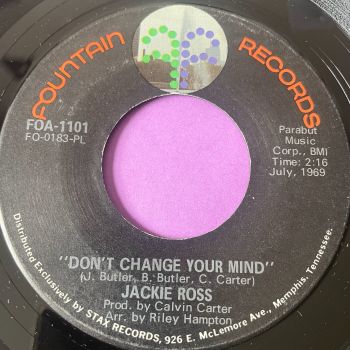 FOUNTAIN RECORDS
FOA-1101
FO-0183-PL
Parabut
Music
Corp., BMI
Time: 2:16
July, 1969
"DON'T CHANGE YOUR MIND"
(J. Butler, B. Butler, C. Carter)
JACKIE ROSS
Prod. by Calvin Carter
Arr. by Riley Hampton
Distributed Exclusively by STAX RECORDS, 926 E. McLemore Ave., Memphis, Tennessee.